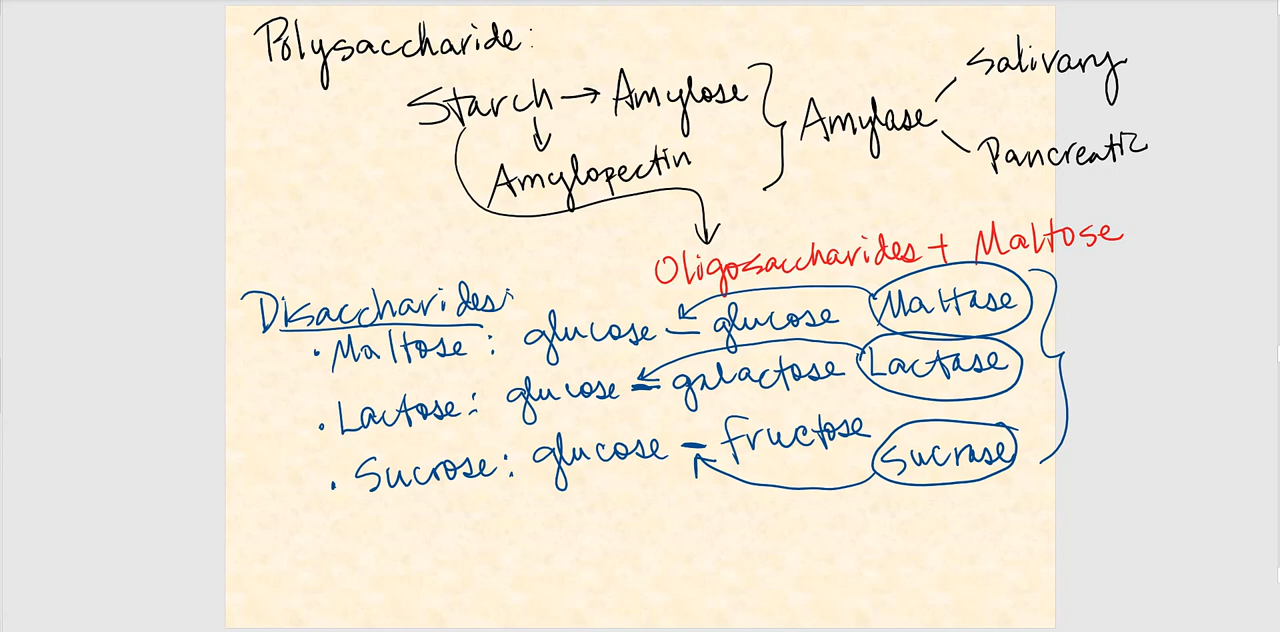 Polysaccharide:
Starch → Amylose } Amylase
Salivary
Pancreatic
↓
Amylopectin
Oligosaccharides + Maltose
Disaccharides:
· Maltose : glucose – glucose Maltase
· Lactose : glucose = galactose Lactase
· Sucrose : glucose – fructose Sucrase